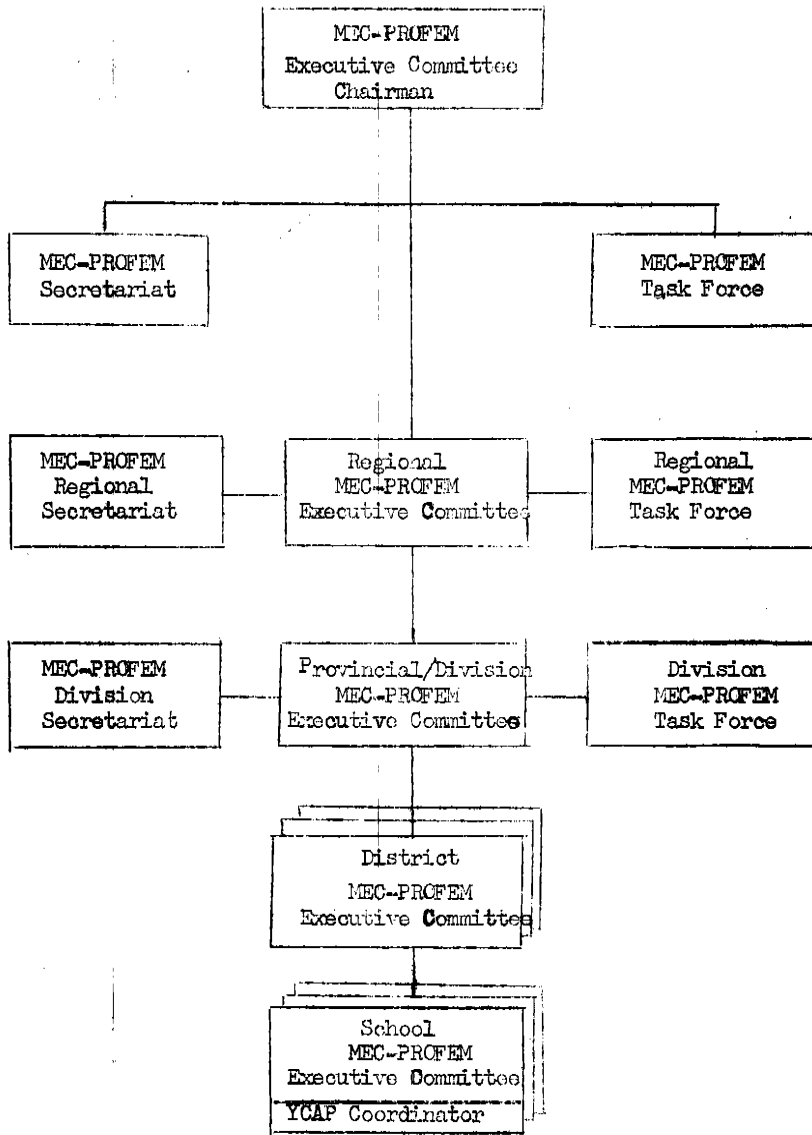 MEC-PROFEM
Executive Committee
Chairman
MEC-PROFEM
Secretariat
MEC-PROFEM
Task Force
MEC-PROFEM
Regional
Secretariat
Regional
MEC-PROFEM
Executive Committee
Regional
MEC-PROFEM
Task Force
MEC-PROFEM
Division
Secretariat
Provincial/Division
MEC-PROFEM
Executive Committee
Division
MEC-PROFEM
Task Force
District
MEC-PROFEM
Executive Committee
School
MEC-PROFEM
Executive Committee
YCAP Coordinator